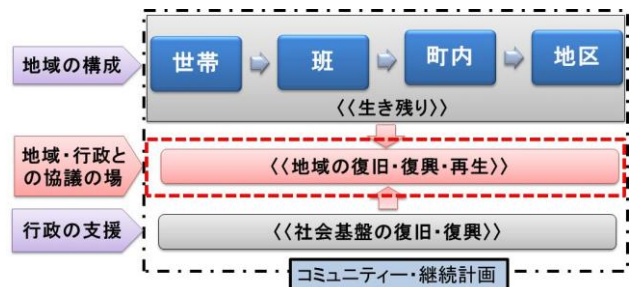 地域の構成
世帯
班
町内
地区
〈〈生き残り〉〉
地域・行政と
の協議の場
〈〈地域の復旧・復興・再生〉〉
行政の支援
〈〈社会基盤の復旧・復興〉〉
コミュニティー・継続計画